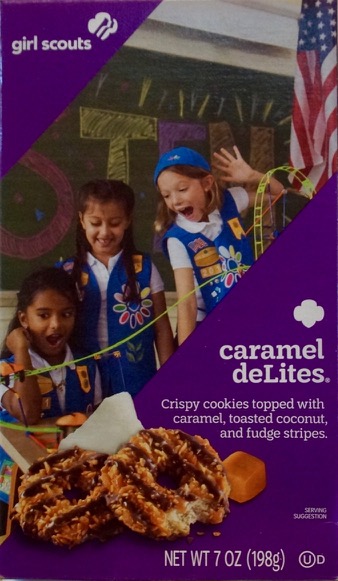 girl scouts
STEM
caramel
deLites®
Crispy cookies topped with
caramel, toasted coconut,
and fudge stripes.
SERVING
SUGGESTION
NET WT 7 OZ (198g) Ⓤ D